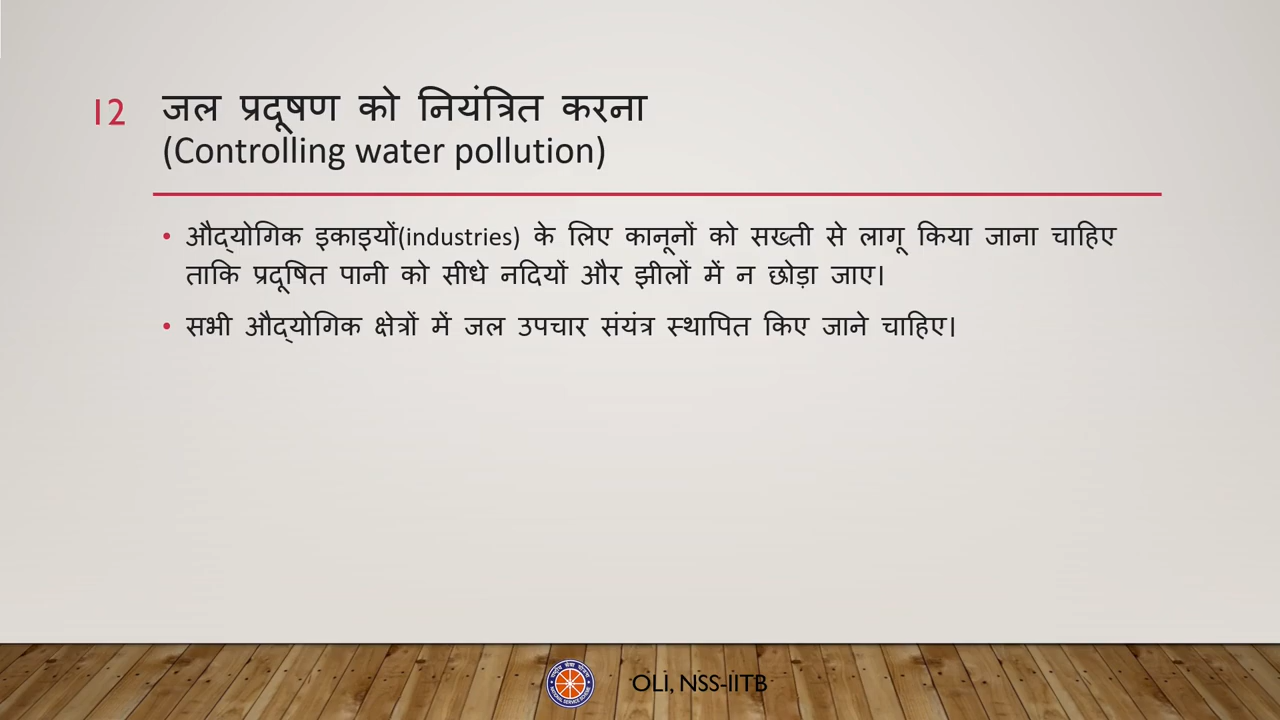 12
जल प्रदूषण को नियंत्रित करना
(Controlling water pollution)
• औद्योगिक इकाइयों(industries) के लिए कानूनों को सख्ती से लागू किया जाना चाहिए
ताकि प्रदूषित पानी को सीधे नदियों और झीलों में न छोड़ा जाए।
• सभी औद्योगिक क्षेत्रों में जल उपचार संयंत्र स्थापित किए जाने चाहिए।
OLI, NSS-IITB